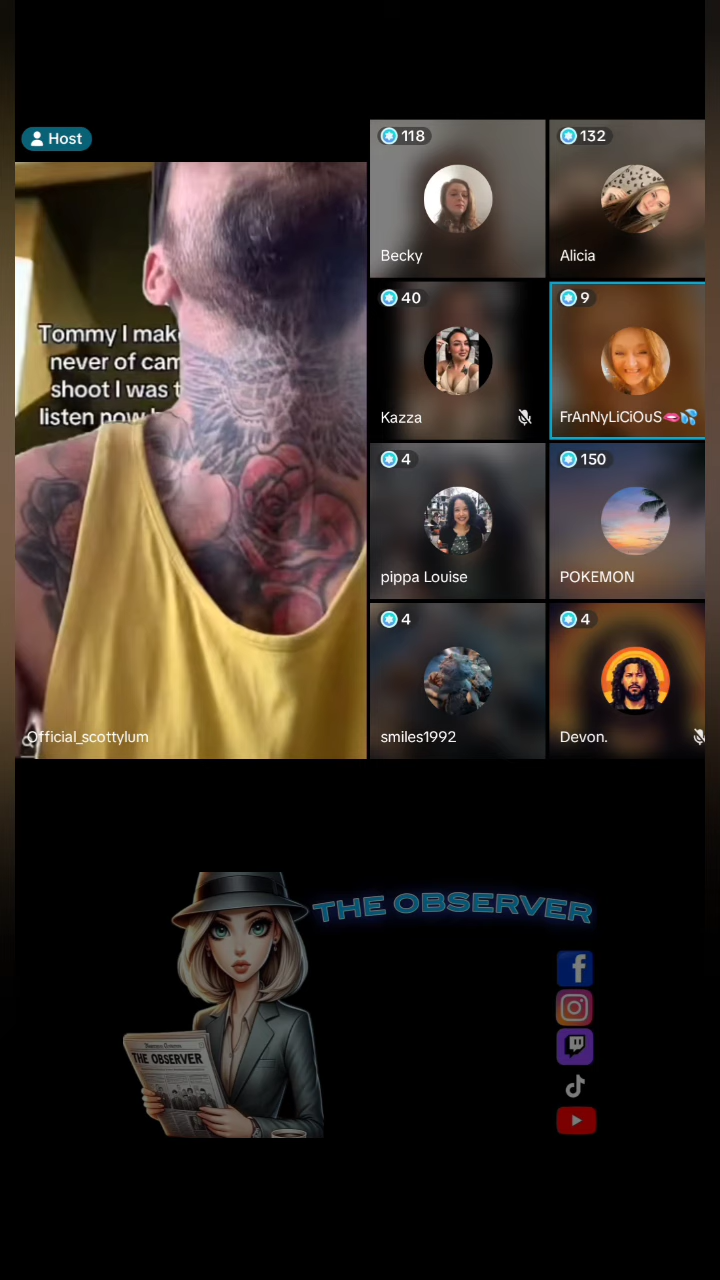 Host
118
132
Becky
Alicia
Tommy I mak
never of cam
shoot I was t
listen now
40
9
Kazza
FrAnNyLiCiOuS🫦💦
4
150
pippa Louise
POKEMON
4
4
Official_scottylum
smiles1992
Devon.
THE OBSERVER
THE OBSERVER